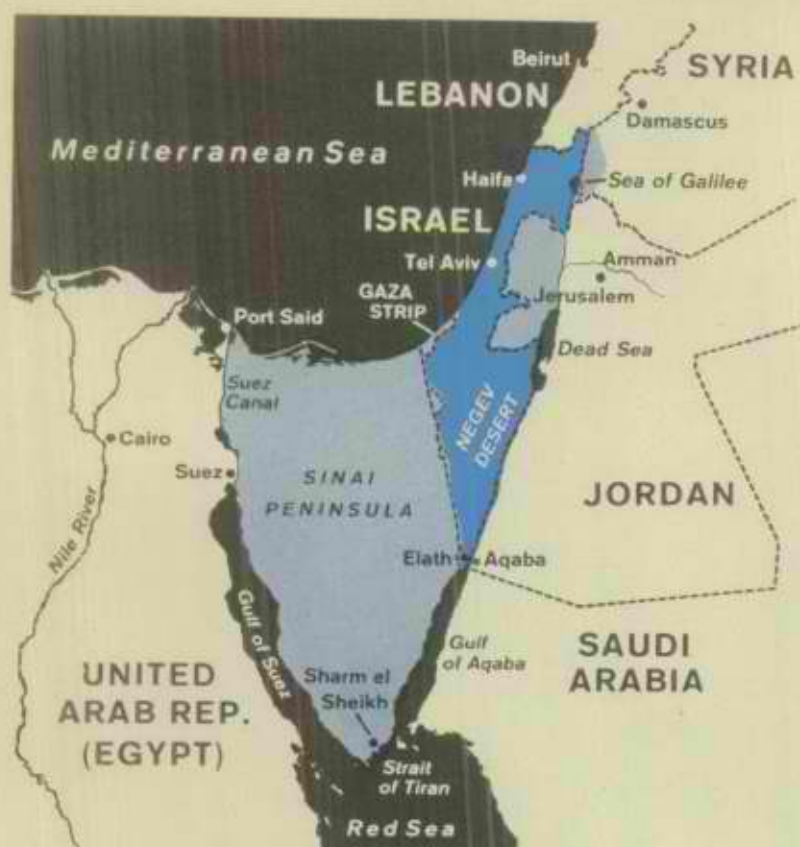 Beirut
SYRIA
LEBANON
Damascus
Mediterranean Sea
Haifa
Sea of Galilee
ISRAEL
Tel Aviv
Amman
GAZA
STRIP
Jerusalem
Port Said
Dead Sea
Suez
Canal
NEGEV
DESERT
Cairo
Suez
SINAI
PENINSULA
JORDAN
Nile River
Elath
Aqaba
Gulf of Suez
Gulf
of Aqaba
SAUDI
ARABIA
UNITED
ARAB REP.
(EGYPT)
Sharm el
Sheikh
Strait
of Tiran
Red Sea